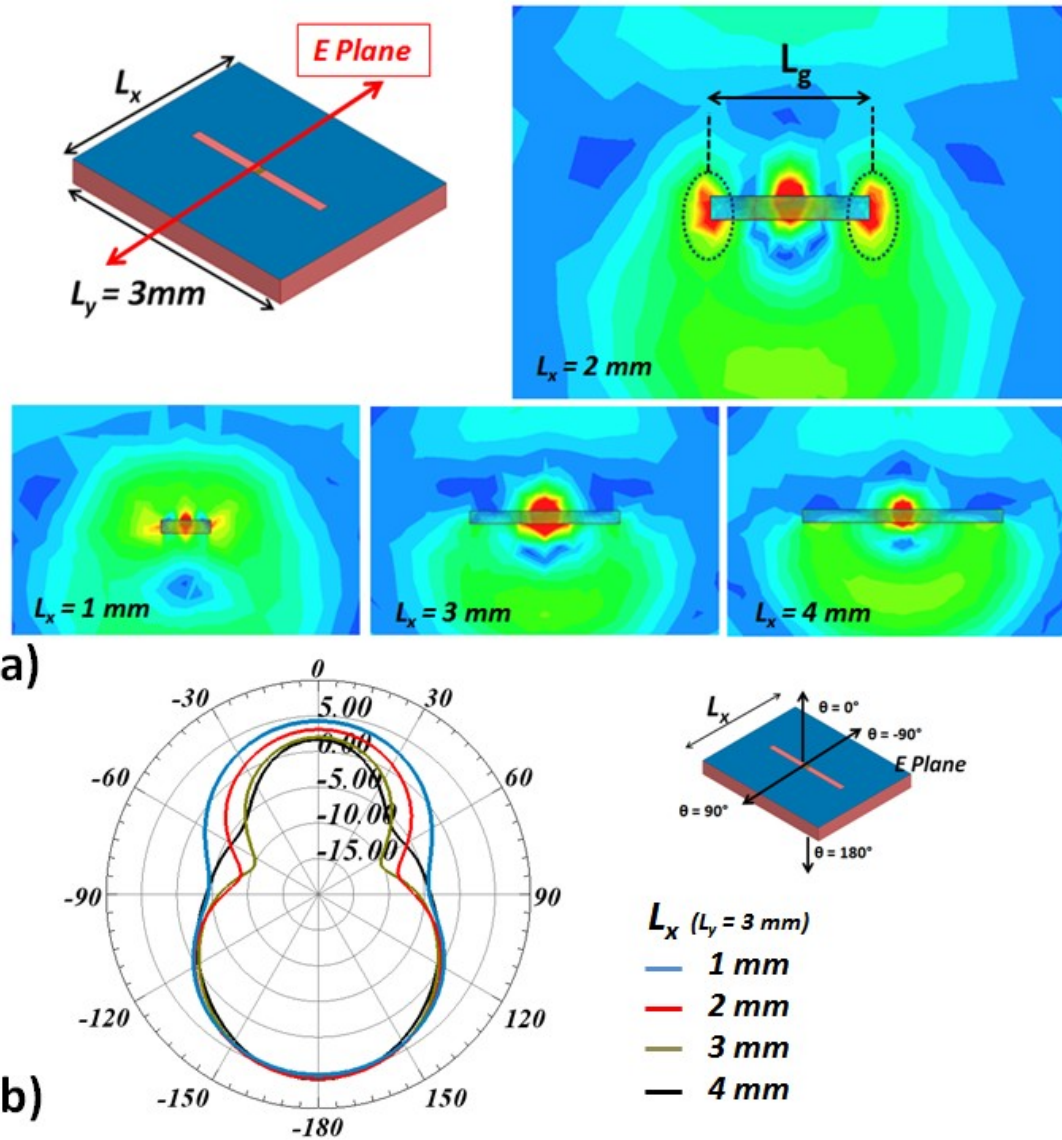 E Plane
Lx
Ly = 3mm
Lg
Lx = 2 mm
Lx = 1 mm
Lx = 3 mm
Lx = 4 mm
a)
0
-30
30
5.00
0.00
-60
60
-5.00
-10.00
-15.00
-90
90
-120
120
-150
150
-180
Lx
θ = 0°
θ = -90°
E Plane
θ = 90°
θ = 180°
Lx (Ly = 3 mm)
1 mm
2 mm
3 mm
4 mm
b)